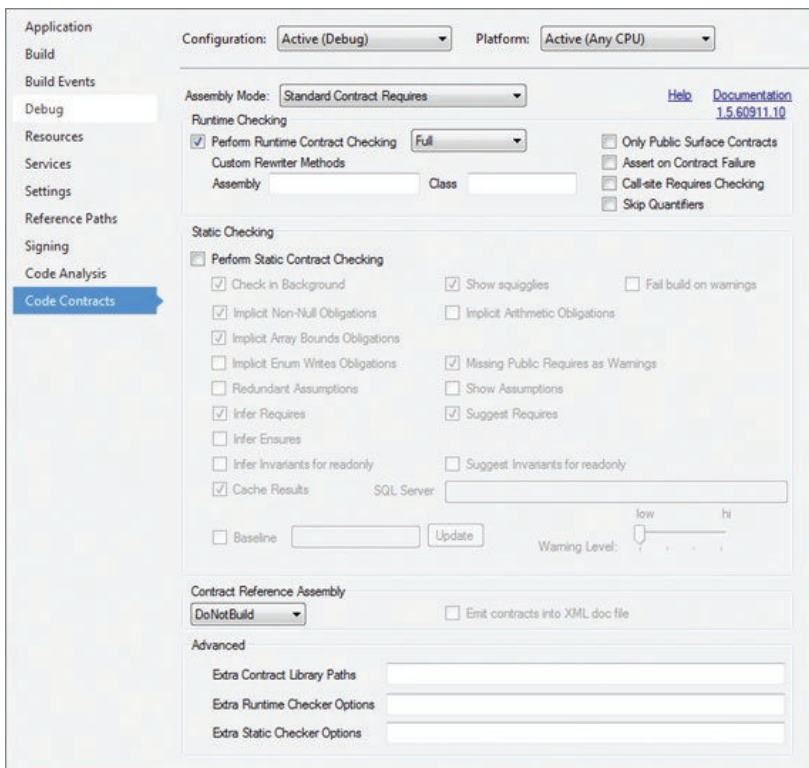 Application
Build
Build Events
Debug
Resources
Services
Settings
Reference Paths
Signing
Code Analysis
Code Contracts
Configuration: Active (Debug) Platform: Active (Any CPU)
Assembly Mode: Standard Contract Requires Help Documentation
1.5.60911.10
Runtime Checking
Perform Runtime Contract Checking Full Only Public Surface Contracts
Custom Rewriter Methods Assert on Contract Failure
Assembly Class Call-site Requires Checking
Skip Quantifiers
Static Checking
Perform Static Contract Checking
Check in Background Show squigglies Fail build on warnings
Implicit Non-Null Obligations Implicit Arithmetic Obligations
Implicit Array Bounds Obligations
Implicit Enum Writes Obligations Missing Public Requires as Warnings
Redundant Assumptions Show Assumptions
Infer Requires Suggest Requires
Infer Ensures
Infer Invariants for readonly Suggest Invariants for readonly
Cache Results SQL Server
low hi
Baseline Update Warning Level:
Contract Reference Assembly
DoNotBuild Emit contracts into XML doc file
Advanced
Extra Contract Library Paths
Extra Runtime Checker Options
Extra Static Checker Options